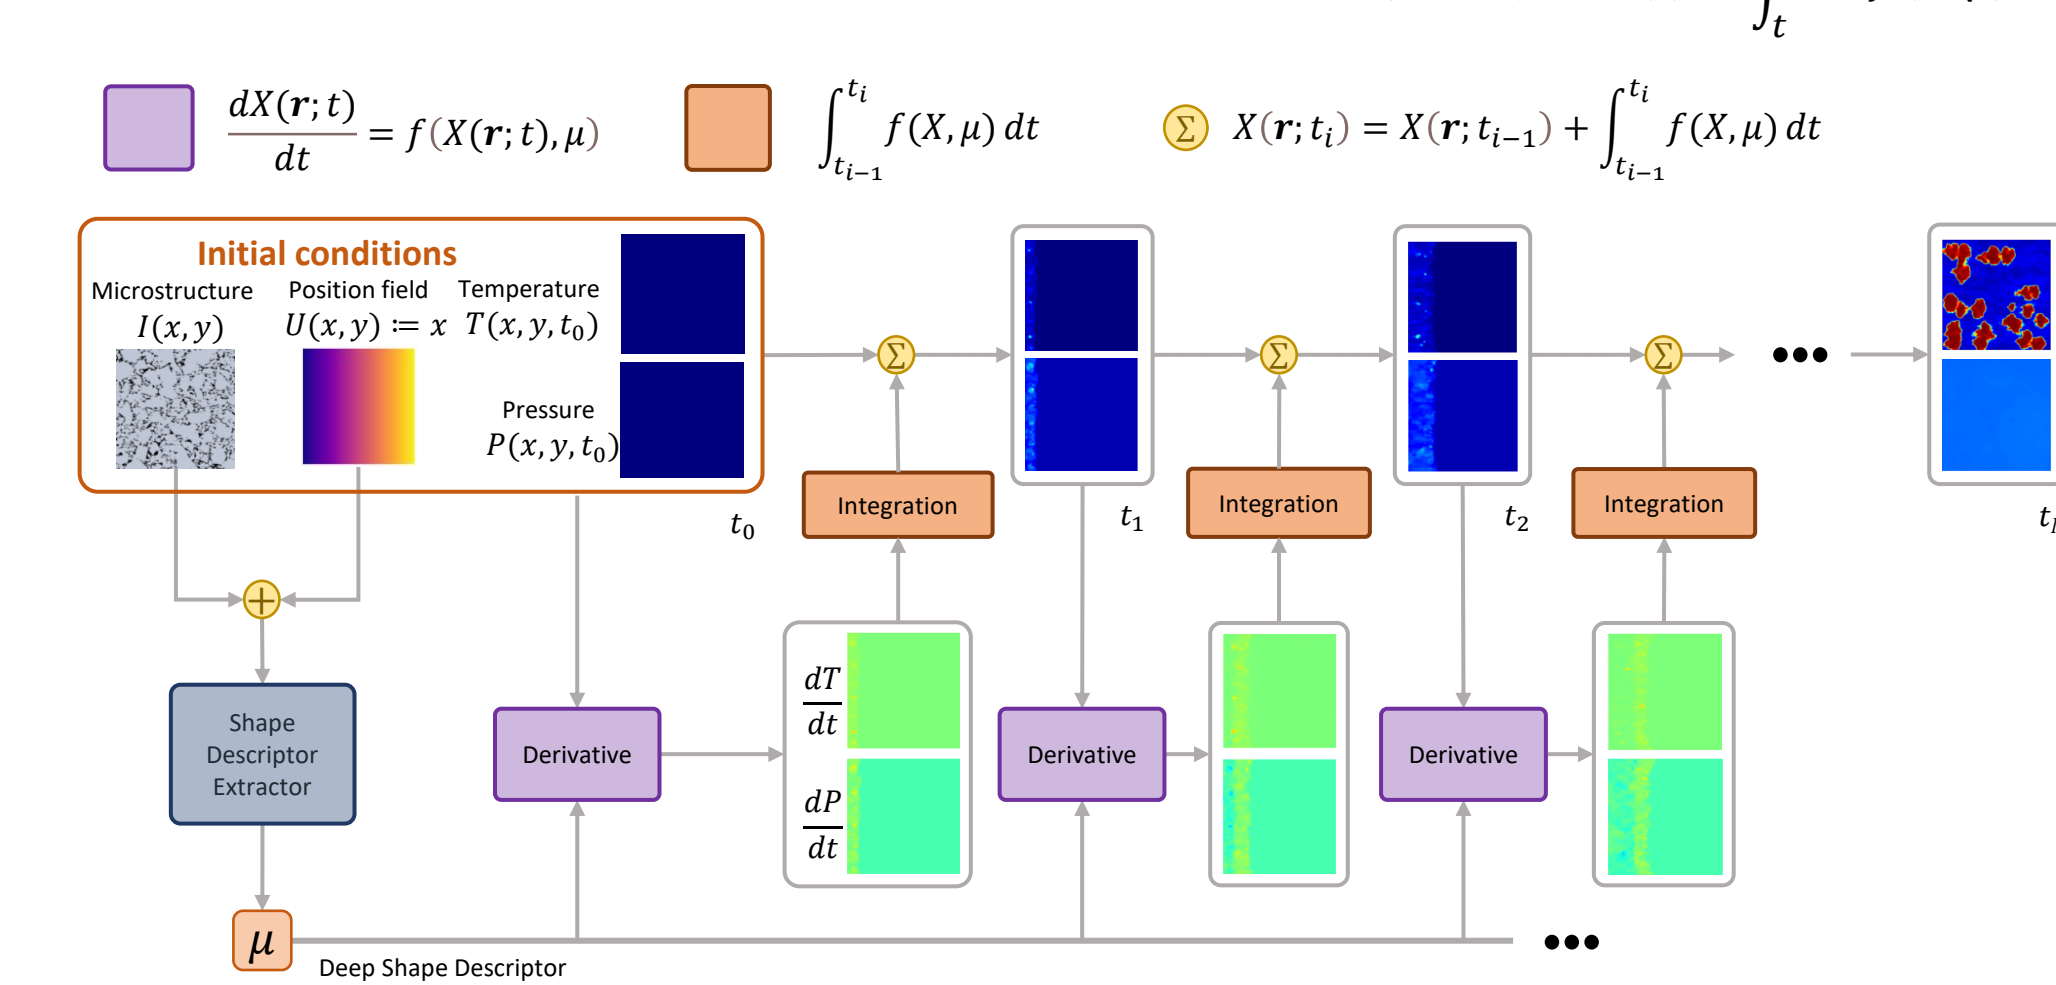 ∫_t
dX(r; t)/dt = f(X(r; t), μ)
∫_{t_{i−1}}^{t_i} f(X, μ) dt
Σ X(r; t_i) = X(r; t_{i−1}) + ∫_{t_{i−1}}^{t_i} f(X, μ) dt
Initial conditions
Microstructure
I(x, y)
Position field
U(x, y) ≔ x
Temperature
T(x, y, t_0)
Pressure
P(x, y, t_0)
t_0
Σ
Integration
t_1
Σ
Integration
t_2
Σ
Integration
•••
+
Shape
Descriptor
Extractor
μ
Deep Shape Descriptor
Derivative
dT/dt
dP/dt
Derivative
Derivative
•••